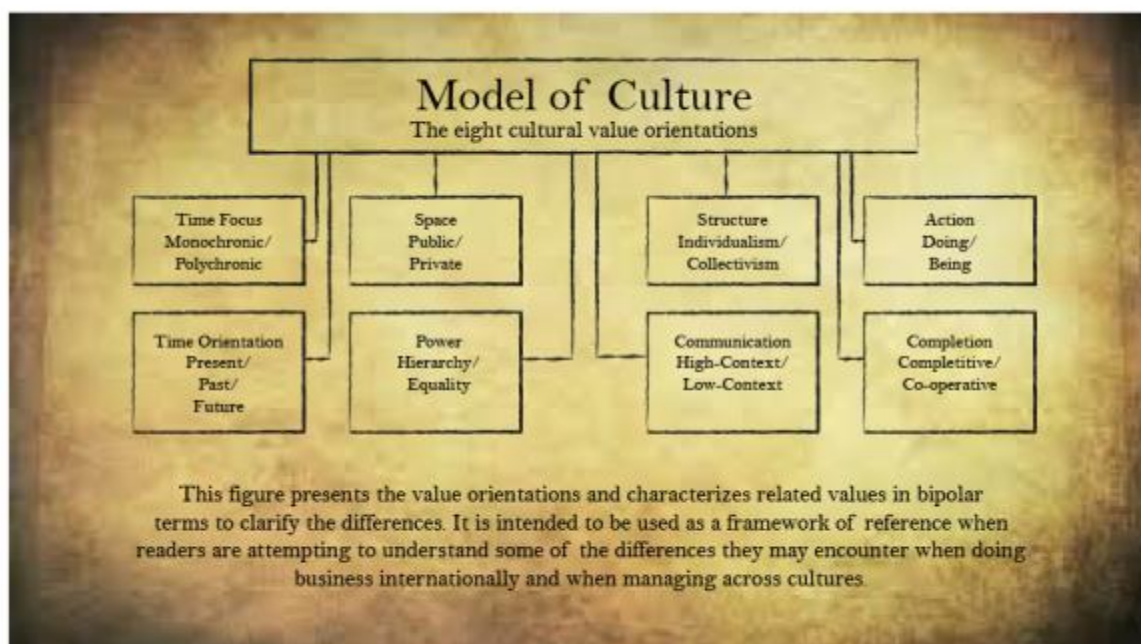 Model of Culture
The eight cultural value orientations
Time Focus
Monochronic/
Polychronic
Space
Public/
Private
Structure
Individualism/
Collectivism
Action
Doing/
Being
Time Orientation
Present/
Past/
Future
Power
Hierarchy/
Equality
Communication
High-Context/
Low-Context
Completion
Completitive/
Co-operative
This figure presents the value orientations and characterizes related values in bipolar
terms to clarify the differences. It is intended to be used as a framework of reference when
readers are attempting to understand some of the differences they may encounter when doing
business internationally and when managing across cultures.